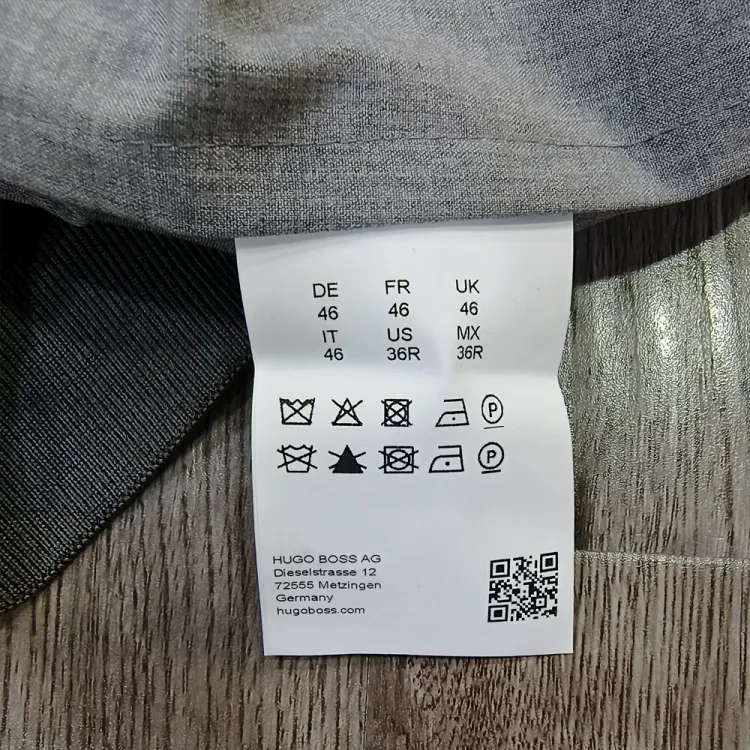 DE FR UK
46 46 46
IT US MX
46 36R 36R
P
P
HUGO BOSS AG
Dieselstrasse 12
72555 Metzingen
Germany
hugoboss.com